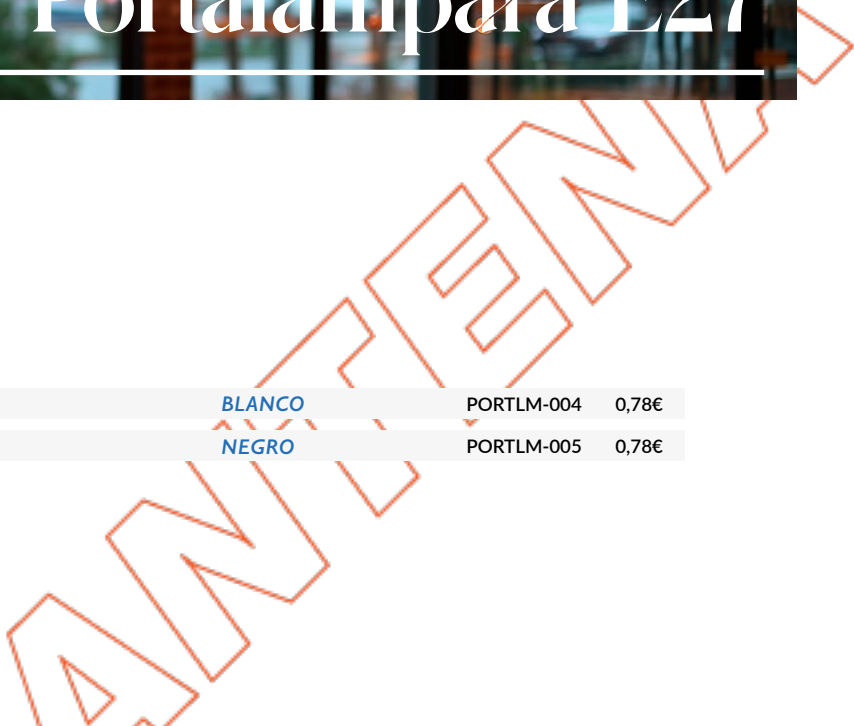 Portalámpara E27
BLANCO PORTLM-004 0,78€
NEGRO PORTLM-005 0,78€
ANTENA